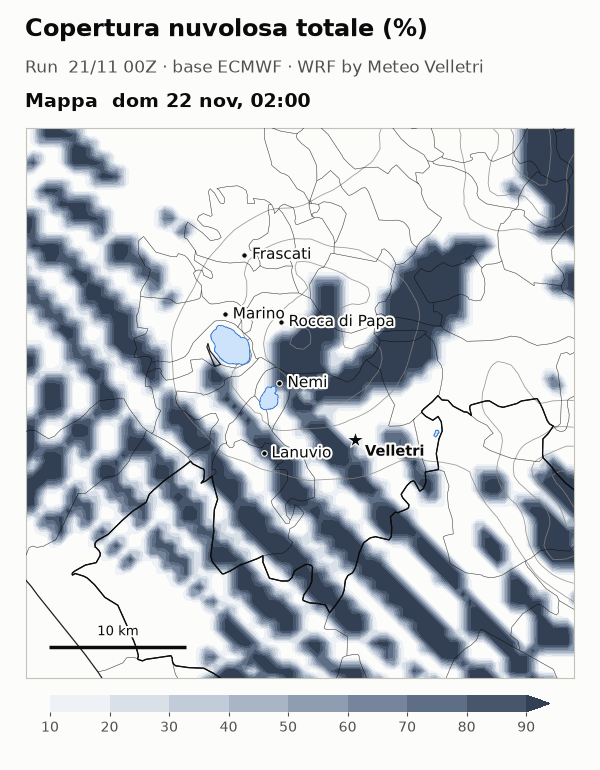 Copertura nuvolosa totale (%)
Run  21/11 00Z · base ECMWF · WRF by Meteo Velletri
Mappa  dom 22 nov, 02:00
Frascati
Marino
Rocca di Papa
Nemi
Velletri
Lanuvio
10 km
10 20 30 40 50 60 70 80 90